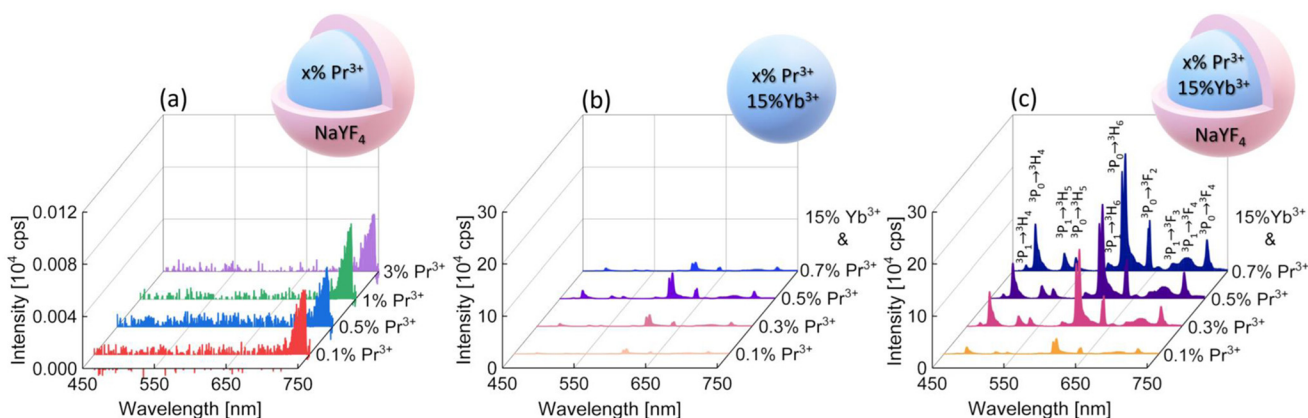 (a)
x% Pr³⁺
NaYF₄
Intensity [10⁴ cps]
0.012
0.008
0.004
0.000
3% Pr³⁺
1% Pr³⁺
0.5% Pr³⁺
0.1% Pr³⁺
450
550
650
750
Wavelength [nm]
(b)
x% Pr³⁺
15%Yb³⁺
Intensity [10⁴ cps]
30
20
10
0
15% Yb³⁺
&
0.7% Pr³⁺
0.5% Pr³⁺
0.3% Pr³⁺
0.1% Pr³⁺
450
550
650
750
Wavelength [nm]
(c)
x% Pr³⁺
15%Yb³⁺
NaYF₄
Intensity [10⁴ cps]
30
20
10
0
³P₁→³H₄
³P₀→³H₄
³P₁→³H₅
³P₀→³H₅
³P₁→³H₆
³P₀→³H₆
³P₀→³F₂
³P₁→³F₃
³P₁→³F₄
³P₀→³F₄
15% Yb³⁺
&
0.7% Pr³⁺
0.5% Pr³⁺
0.3% Pr³⁺
0.1% Pr³⁺
450
550
650
750
Wavelength [nm]